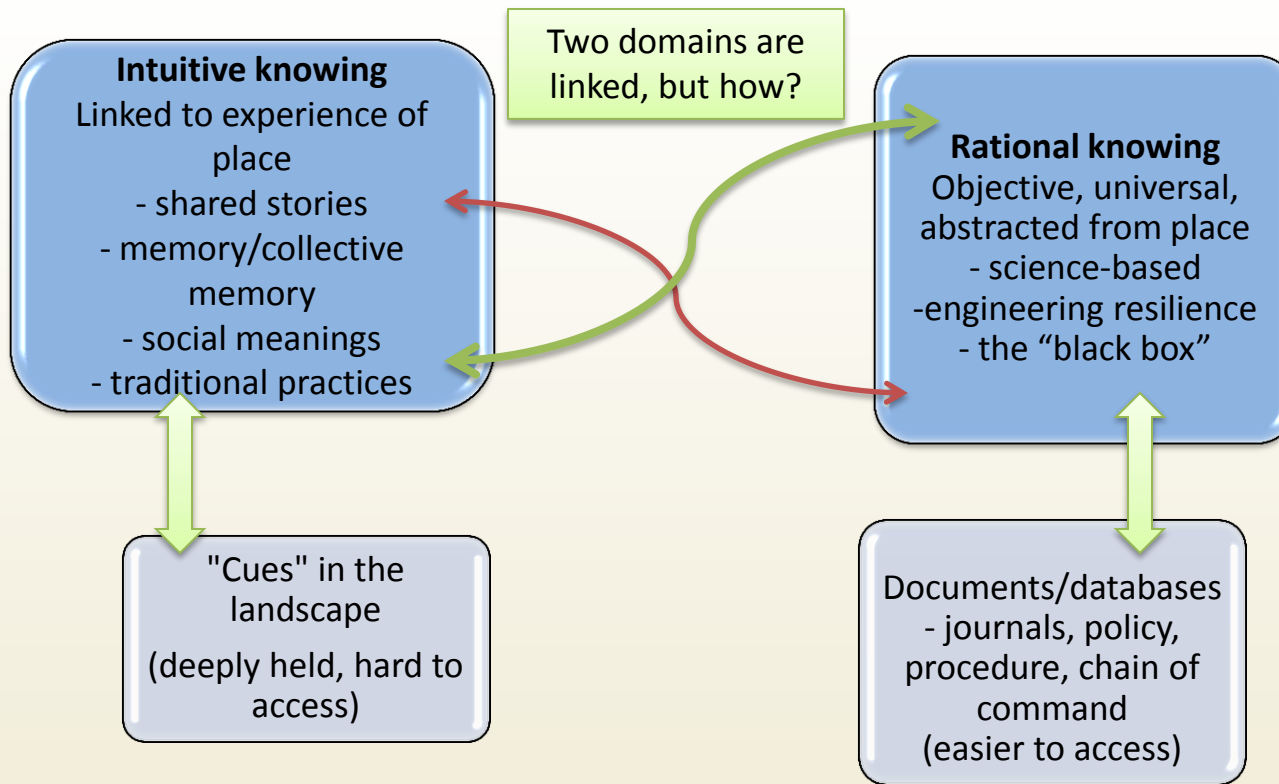 Intuitive knowing
Linked to experience of
place
- shared stories
- memory/collective
memory
- social meanings
- traditional practices
Two domains are
linked, but how?
Rational knowing
Objective, universal,
abstracted from place
- science-based
-engineering resilience
- the “black box”
"Cues" in the
landscape
(deeply held, hard to
access)
Documents/databases
- journals, policy,
procedure, chain of
command
(easier to access)